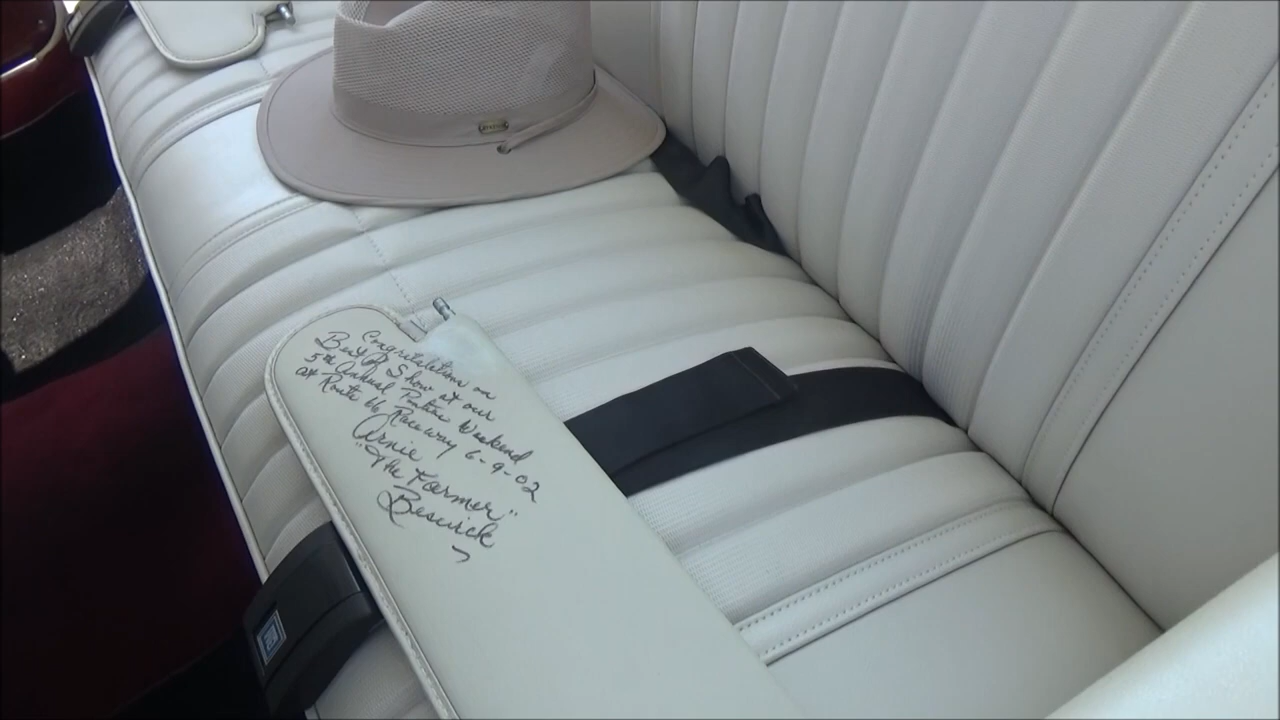 Congratulations on
Best of Show at our
5th Annual Pontiac Weekend
at Route 66 Raceway 6-9-02
Arnie
"The Farmer"
Beswick